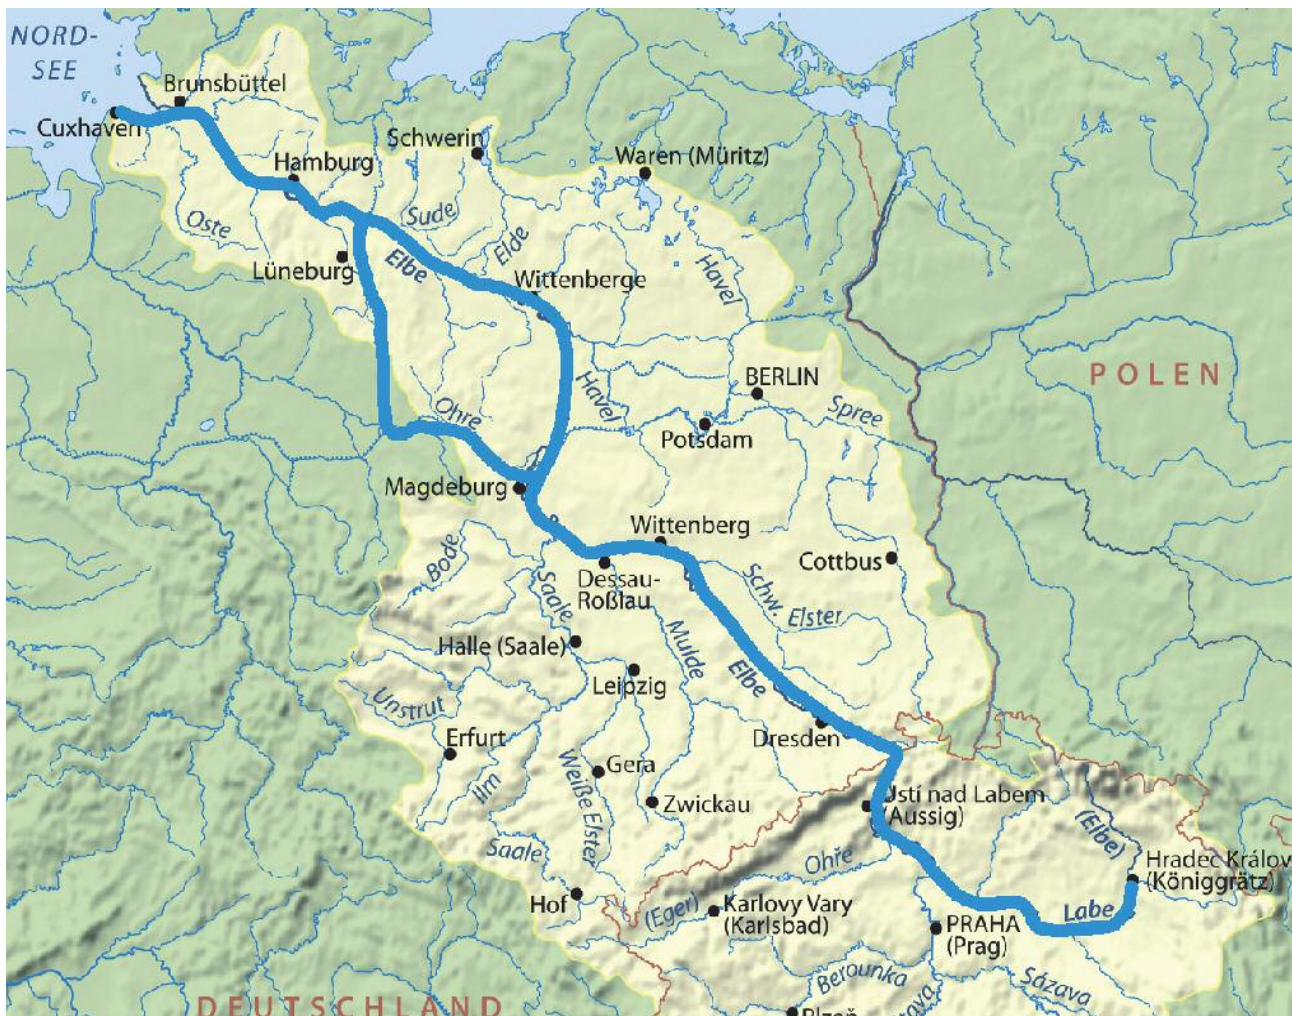 NORD-
SEE
Brunsbüttel
Cuxhaven
Hamburg
Schwerin
Waren (Müritz)
Oste
Sude
Elde
Lüneburg
Elbe
Wittenberge
Havel
POLEN
BERLIN
Havel
Ohre
Spree
Potsdam
Magdeburg
Wittenberg
Bode
Cottbus
Saale
Dessau-
Roßlau
Schw.
Elster
Halle (Saale)
Mulde
Elbe
Leipzig
Unstrut
Erfurt
Dresden
Gera
Ilm
Weiße Elster
Zwickau
Ústí nad Labem
(Aussig)
(Elbe)
Saale
Ohře
Hradec Králov
(Königgrätz)
Hof
(Eger)
Karlovy Vary
(Karlsbad)
Labe
PRAHA
(Prag)
Berounka
Sázava
DEUTSCHLAND
Plzeň